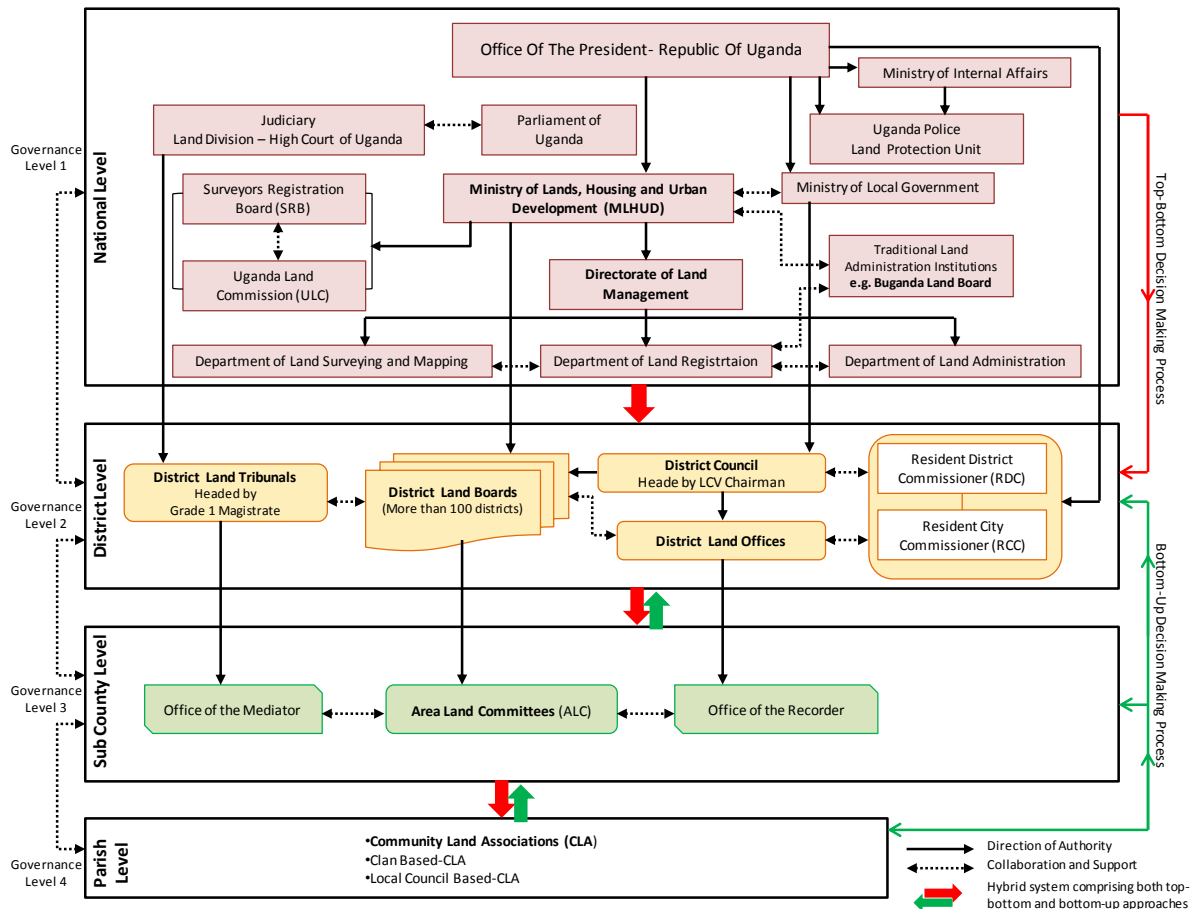 Office Of The President- Republic Of Uganda
Ministry of Internal Affairs
Judiciary
Land Division – High Court of Uganda
Parliament of
Uganda
Uganda Police
Land Protection Unit
Governance
Level 1
National Level
Surveyors Registration
Board (SRB)
Ministry of Lands, Housing and Urban
Development (MLHUD)
Ministry of Local Government
Uganda Land
Commission (ULC)
Directorate of Land
Management
Traditional Land
Administration Institutions
e.g. Buganda Land Board
Department of Land Surveying and Mapping
Department of Land Registrtaion
Department of Land Administration
Top-Bottom Decision Making Process
Governance
Level 2
District Level
District Land Tribunals
Headed by
Grade 1 Magistrate
District Land Boards
(More than 100 districts)
District Council
Heade by LCV Chairman
District Land Offices
Resident District
Commissioner (RDC)
Resident City
Commissioner (RCC)
Bottom-Up Decision Making Process
Governance
Level 3
Sub County Level
Office of the Mediator
Area Land Committees (ALC)
Office of the Recorder
Governance
Level 4
Parish
Level
•Community Land Associations (CLA)
•Clan Based-CLA
•Local Council Based-CLA
Direction of Authority
Collaboration and Support
Hybrid system comprising both top-
bottom and bottom-up approaches